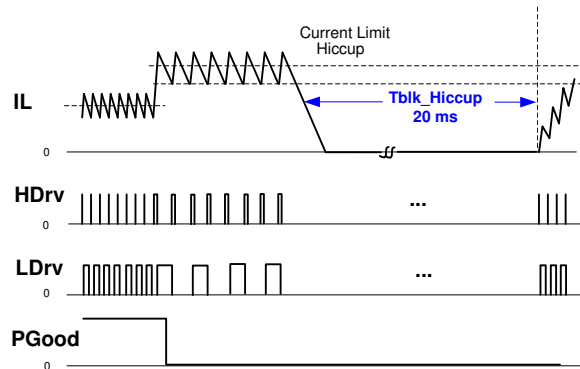 Current Limit
Hiccup
IL
Tblk_Hiccup
20 ms
0
HDrv
...
0
LDrv
...
0
PGood
0